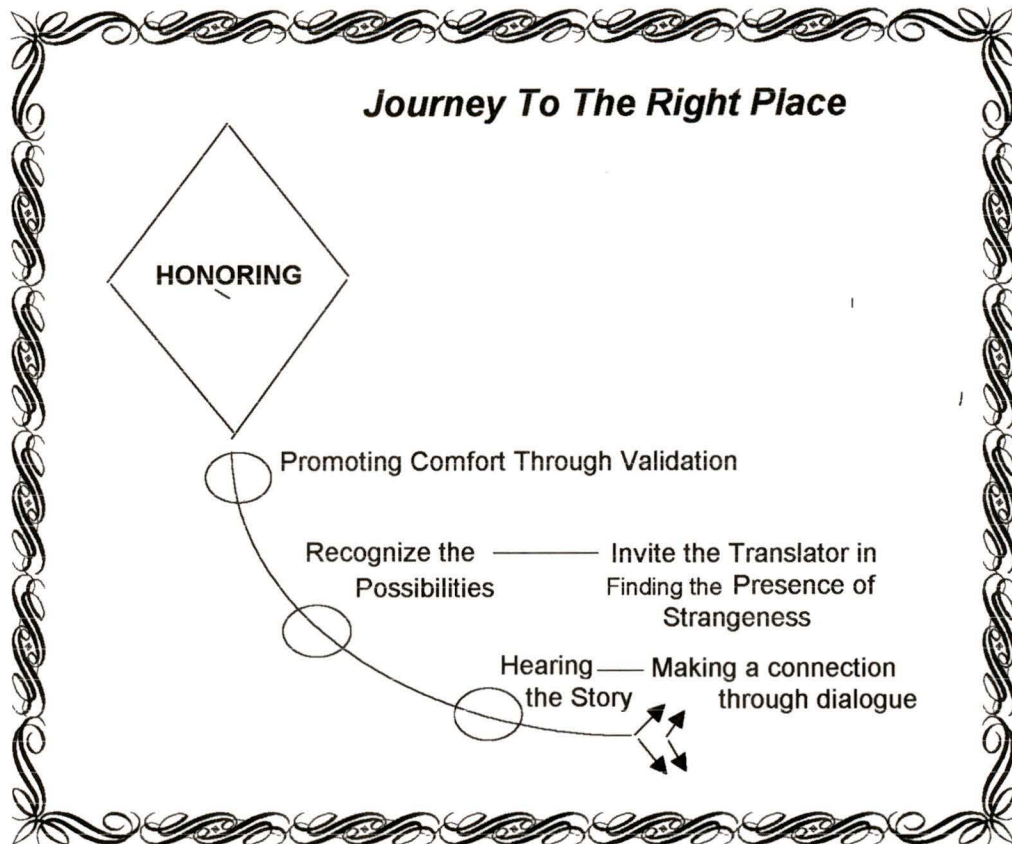 Journey To The Right Place
HONORING
Promoting Comfort Through Validation
Recognize the Invite the Translator in
Possibilities Finding the Presence of
Strangeness
Hearing Making a connection
the Story through dialogue